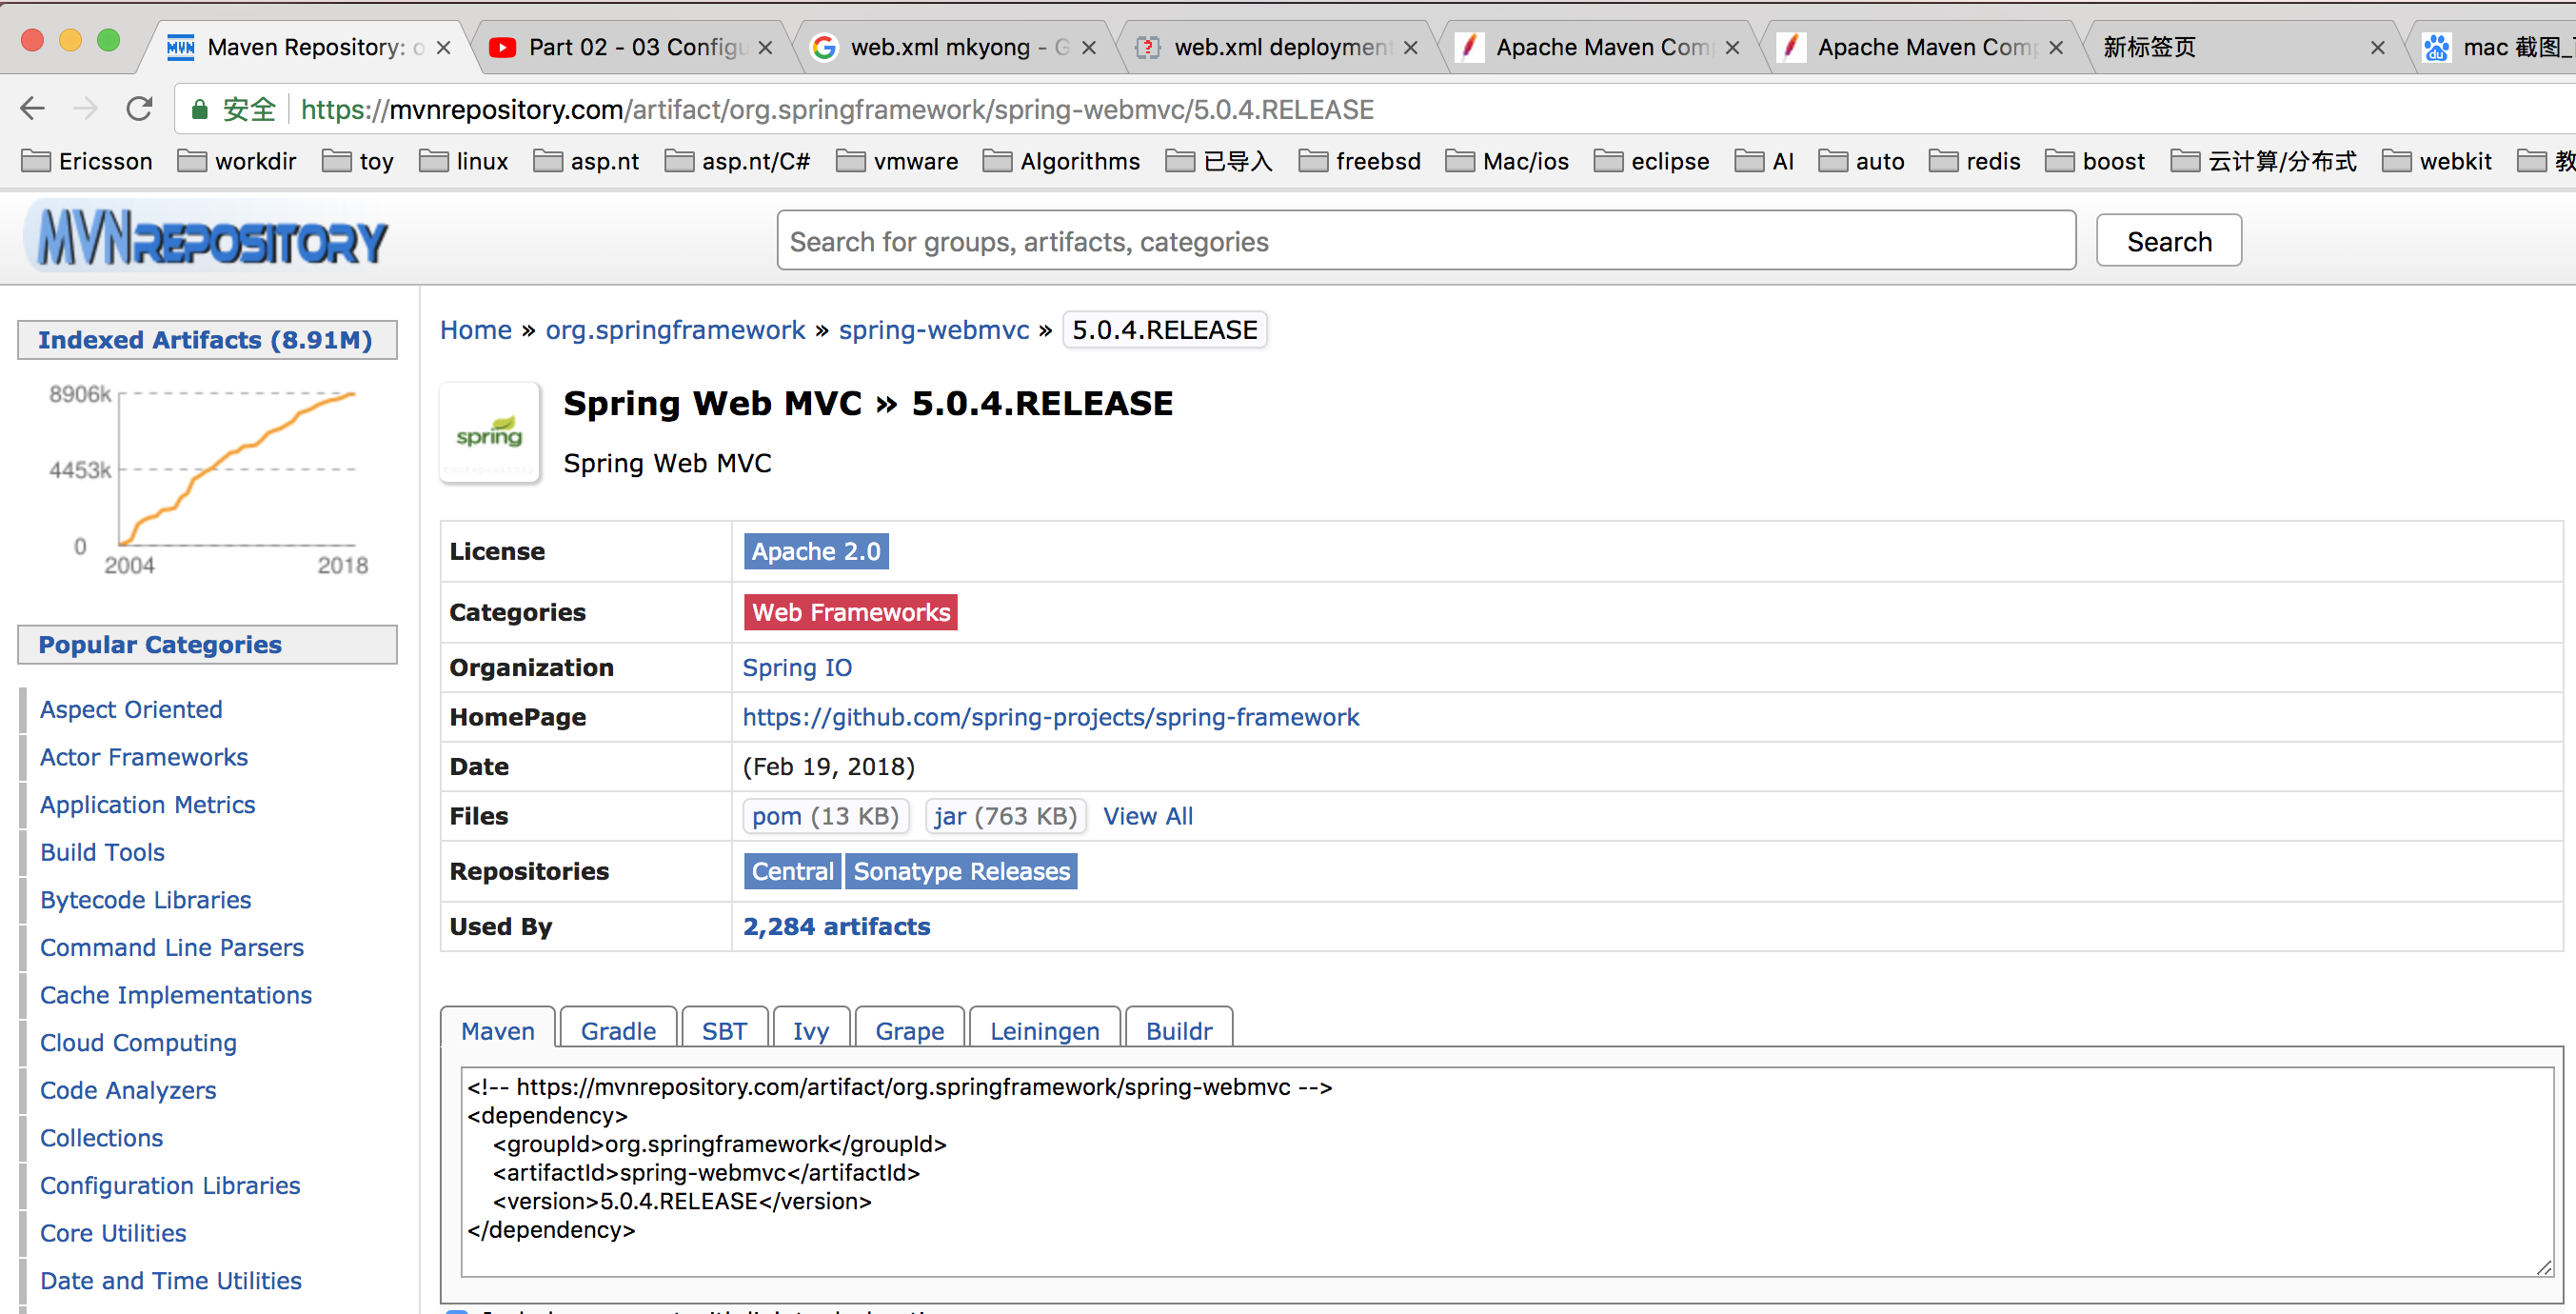 Maven Repository: o
Part 02 - 03 Configu
web.xml mkyong - G
web.xml deployment
Apache Maven Comp
Apache Maven Comp
新标签页
mac 截图_
安全 https://mvnrepository.com/artifact/org.springframework/spring-webmvc/5.0.4.RELEASE
Ericsson workdir toy linux asp.nt asp.nt/C# vmware Algorithms 已导入 freebsd Mac/ios eclipse AI auto redis boost 云计算/分布式 webkit 教
MVNREPOSITORY
Search for groups, artifacts, categories
Search
Indexed Artifacts (8.91M)
8906k
4453k
0
2004 2018
Popular Categories
Aspect Oriented
Actor Frameworks
Application Metrics
Build Tools
Bytecode Libraries
Command Line Parsers
Cache Implementations
Cloud Computing
Code Analyzers
Collections
Configuration Libraries
Core Utilities
Date and Time Utilities
Home » org.springframework » spring-webmvc » 5.0.4.RELEASE
spring
Spring Web MVC » 5.0.4.RELEASE
Spring Web MVC
License Apache 2.0
Categories Web Frameworks
Organization Spring IO
HomePage https://github.com/spring-projects/spring-framework
Date (Feb 19, 2018)
Files pom (13 KB) jar (763 KB) View All
Repositories Central Sonatype Releases
Used By 2,284 artifacts
Maven Gradle SBT Ivy Grape Leiningen Buildr
<!-- https://mvnrepository.com/artifact/org.springframework/spring-webmvc -->
<dependency>
<groupId>org.springframework</groupId>
<artifactId>spring-webmvc</artifactId>
<version>5.0.4.RELEASE</version>
</dependency>